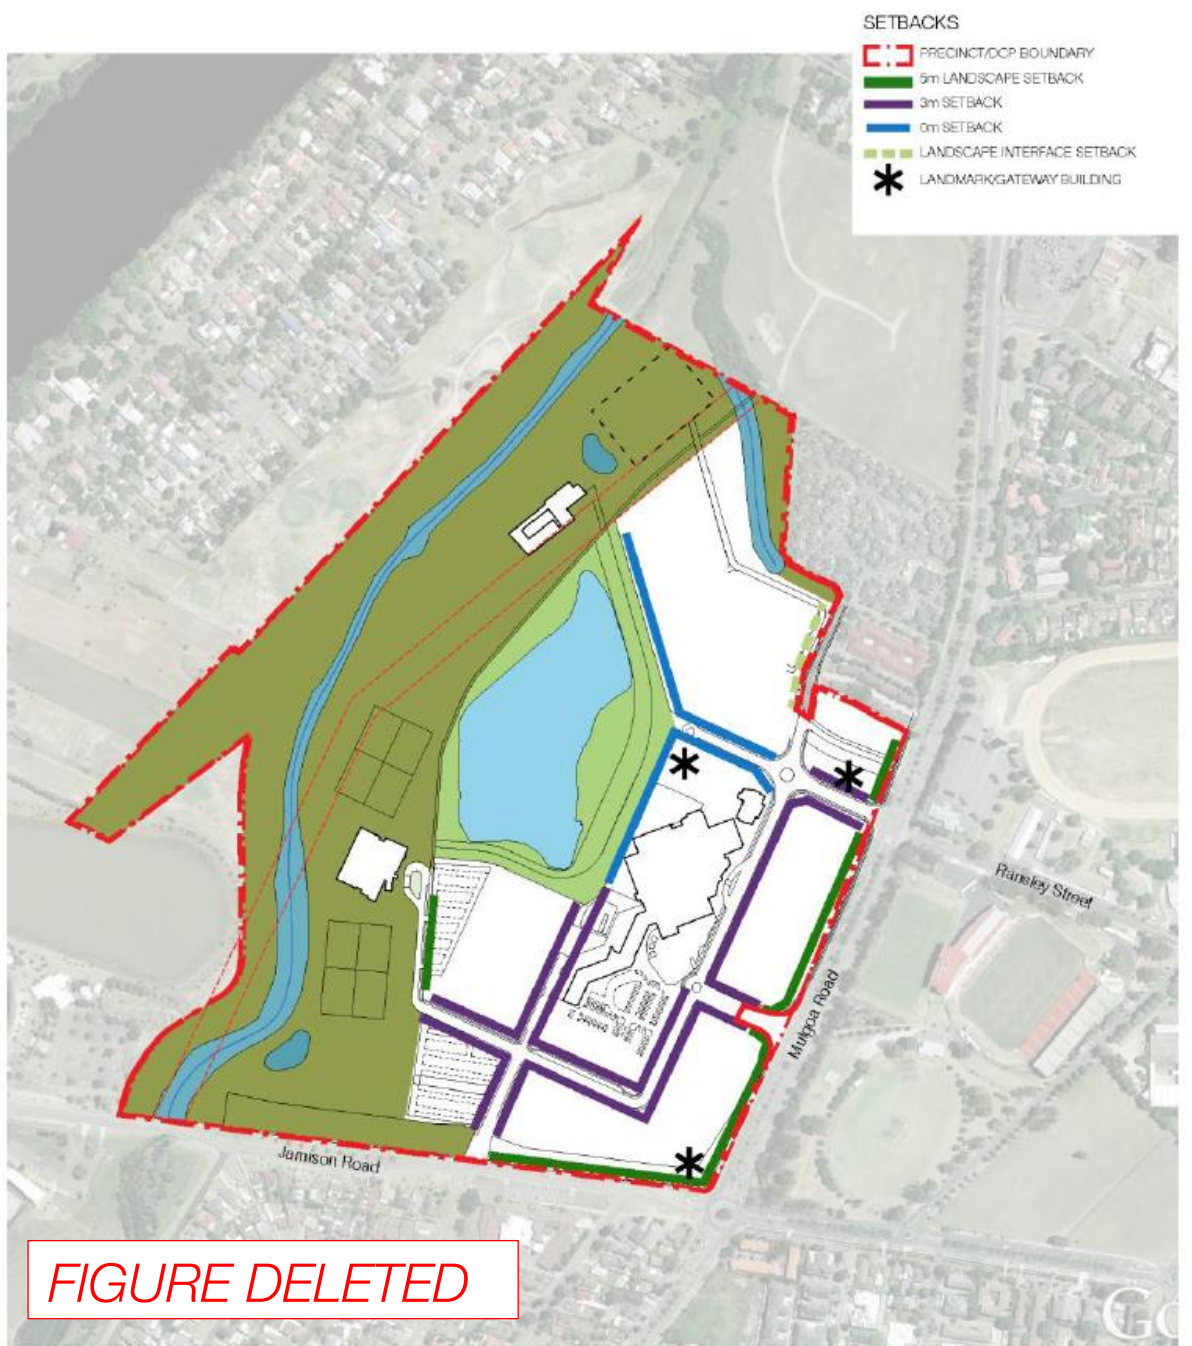 SETBACKS
PRECINCT/DCP BOUNDARY
5m LANDSCAPE SETBACK
3m SETBACK
0m SETBACK
LANDSCAPE INTERFACE SETBACK
LANDMARK/GATEWAY BUILDING
Ransley Street
Mulgoa Road
Jamison Road
FIGURE DELETED
Go